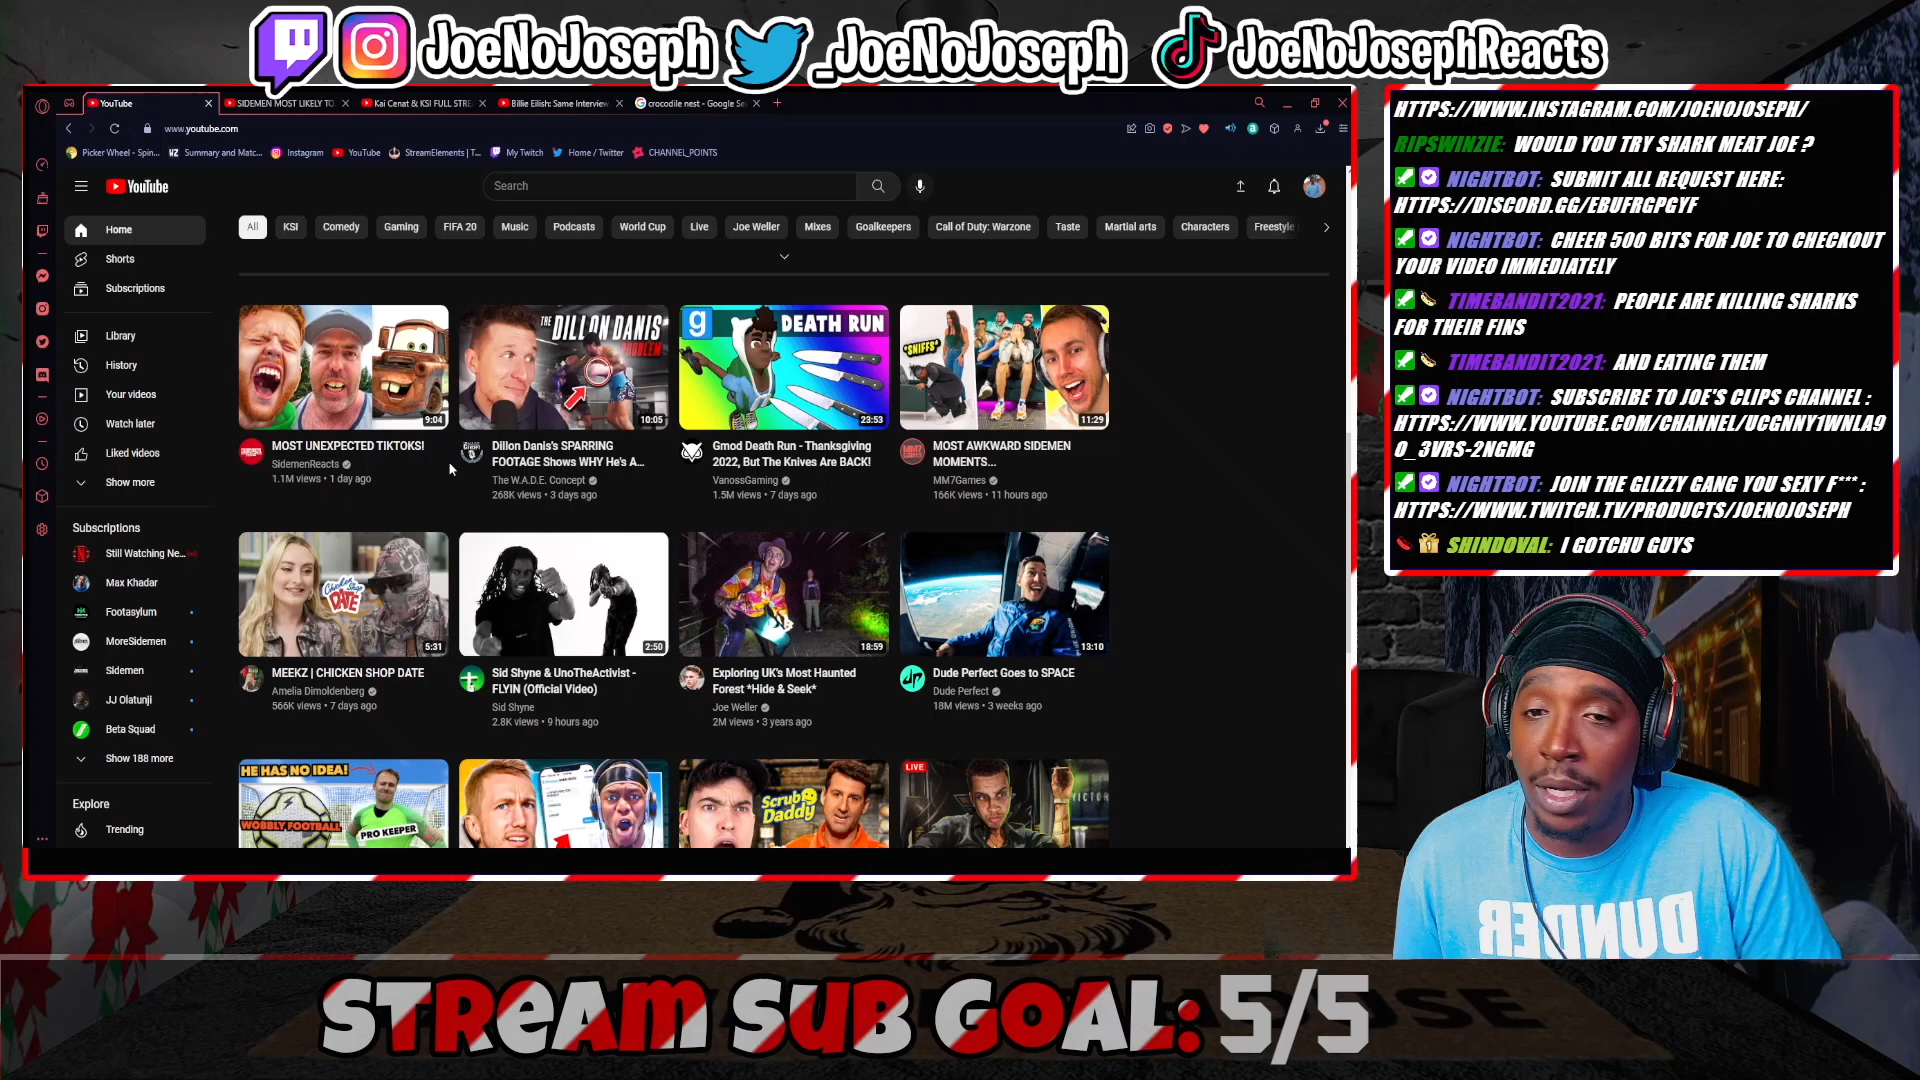 JoeNoJoseph
_JoeNoJoseph
JoeNoJosephReacts
YouTube
SIDEMEN MOST LIKELY TO
Kai Cenat & KSI FULL STRE
Billie Eilish: Same Interview
crocodile nest - Google Se
www.youtube.com
Picker Wheel - Spin...
Summary and Matc...
Instagram
YouTube
StreamElements | T...
My Twitch
Home / Twitter
CHANNEL_POINTS
YouTube
Search
All
KSI
Comedy
Gaming
FIFA 20
Music
Podcasts
World Cup
Live
Joe Weller
Mixes
Goalkeepers
Call of Duty: Warzone
Taste
Martial arts
Characters
Freestyle
Home
Shorts
Subscriptions
Library
History
Your videos
Watch later
Liked videos
Show more
Subscriptions
Still Watching Ne...
Max Khadar
Footasylum
MoreSidemen
Sidemen
JJ Olatunji
Beta Squad
Show 188 more
Explore
Trending
9:04
MOST UNEXPECTED TIKTOKS!
SidemenReacts
1.1M views • 1 day ago
THE DILLON DANIS
PROBLEM
10:05
Dillon Danis's SPARRING
FOOTAGE Shows WHY He's A...
The W.A.D.E. Concept
268K views • 3 days ago
g
DEATH RUN
23:53
Gmod Death Run - Thanksgiving
2022, But The Knives Are BACK!
VanossGaming
1.5M views • 7 days ago
*SNIFFS*
11:29
MOST AWKWARD SIDEMEN
MOMENTS...
MM7Games
166K views • 11 hours ago
Chicken Shop
DATE
5:31
MEEKZ | CHICKEN SHOP DATE
Amelia Dimoldenberg
566K views • 7 days ago
2:50
Sid Shyne & UnoTheActivist -
FLYIN (Official Video)
Sid Shyne
2.8K views • 9 hours ago
18:59
Exploring UK's Most Haunted
Forest *Hide & Seek*
Joe Weller
2M views • 3 years ago
13:10
Dude Perfect Goes to SPACE
Dude Perfect
18M views • 3 weeks ago
HE HAS NO IDEA!
WOBBLY FOOTBALL
PRO KEEPER
Scrub
Daddy
LIVE
VICTOR
HTTPS://WWW.INSTAGRAM.COM/JOENOJOSEPH/
RIPSWINZIE: WOULD YOU TRY SHARK MEAT JOE ?
NIGHTBOT: SUBMIT ALL REQUEST HERE:
HTTPS://DISCORD.GG/EBUFRGPGYF
NIGHTBOT: CHEER 500 BITS FOR JOE TO CHECKOUT
YOUR VIDEO IMMEDIATELY
TIMEBANDIT2021: PEOPLE ARE KILLING SHARKS
FOR THEIR FINS
TIMEBANDIT2021: AND EATING THEM
NIGHTBOT: SUBSCRIBE TO JOE'S CLIPS CHANNEL :
HTTPS://WWW.YOUTUBE.COM/CHANNEL/UCGNNY1WNLA9
O_3VRS-2NGMG
NIGHTBOT: JOIN THE GLIZZY GANG YOU SEXY F*** :
HTTPS://WWW.TWITCH.TV/PRODUCTS/JOENOJOSEPH
SHINDOVAL: I GOTCHU GUYS
DUNDER
Stream Sub Goal: 5/5